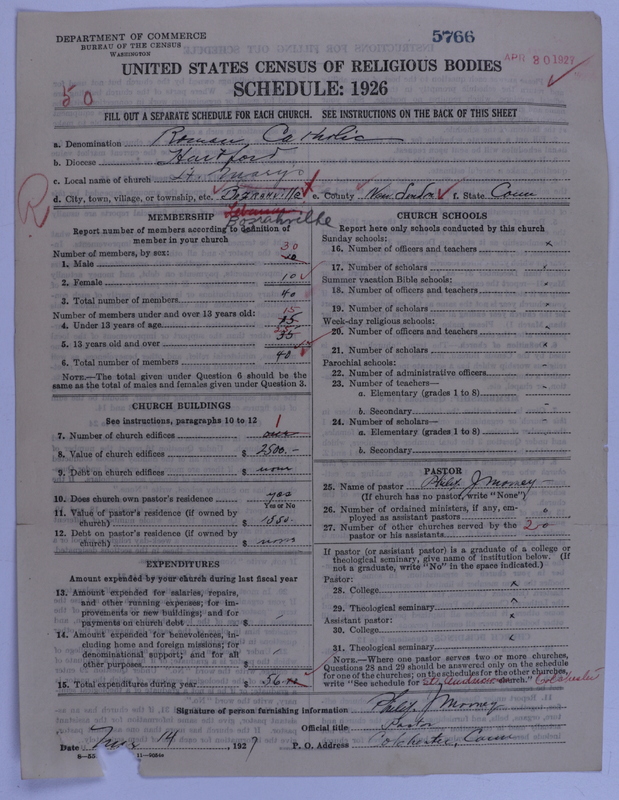 DEPARTMENT OF COMMERCE
BUREAU OF THE CENSUS
WASHINGTON
5766
APR 30 1927
UNITED STATES CENSUS OF RELIGIOUS BODIES
SCHEDULE: 1926
50
FILL OUT A SEPARATE SCHEDULE FOR EACH CHURCH. SEE INSTRUCTIONS ON THE BACK OF THIS SHEET
a. Denomination Roman Catholic
b. Diocese Hartford
c. Local name of church St. Marys
d. City, town, village, or township, etc. Bozrahville e. County New London f. State Conn
R
Lebanon
Bozrahville
MEMBERSHIP
Report number of members according to definition of
member in your church
Number of members, by sex:
30
1. Male
2. Female 10
3. Total number of members 40
Number of members under and over 13 years old:
15
4. Under 13 years of age
25
5. 13 years old and over 35
6. Total number of members 40
NOTE.—The total given under Question 6 should be the
same as the total of males and females given under Question 3.
CHURCH BUILDINGS
See instructions, paragraphs 10 to 12
1
7. Number of church edifices one
8. Value of church edifices $ 2500.-
9. Debt on church edifices $ none
10. Does church own pastor's residence yes
Yes or No
11. Value of pastor's residence (if owned by
church) $ 1850.
12. Debt on pastor's residence (if owned by
church) $ none
EXPENDITURES
Amount expended by your church during last fiscal year
13. Amount expended for salaries, repairs,
and other running expenses; for im-
provements or new buildings; and for
payments on church debt $
14. Amount expended for benevolences, in-
cluding home and foreign missions; for
denominational support; and for all
other purposes $
15. Total expenditures during year $ 56
CHURCH SCHOOLS
Report here only schools conducted by this church
Sunday schools:
16. Number of officers and teachers x
17. Number of scholars
Summer vacation Bible schools:
18. Number of officers and teachers
19. Number of scholars
Week-day religious schools:
20. Number of officers and teachers
21. Number of scholars x
Parochial schools:
22. Number of administrative officers
23. Number of teachers—
a. Elementary (grades 1 to 8)
b. Secondary
24. Number of scholars—
a. Elementary (grades 1 to 8)
b. Secondary
PASTOR
25. Name of pastor Philip J Mooney
(If church has no pastor, write "None")
26. Number of ordained ministers, if any, em-
ployed as assistant pastors 0
27. Number of other churches served by the
pastor or his assistants 2
If pastor (or assistant pastor) is a graduate of a college or
theological seminary, give name of institution below. (If
not a graduate, write "No" in the space indicated.)
Pastor:
28. College x
29. Theological seminary x
Assistant pastor:
30. College x
31. Theological seminary
NOTE.—Where one pastor serves two or more churches,
Questions 28 and 29 should be answered only on the schedule
for one of the churches; on the schedules for the other churches,
write "See schedule for St. Andrews church." Colchester
Signature of person furnishing information Philip J Mooney
Official title Pastor
Date 14, 1927 P. O. Address Colchester, Conn